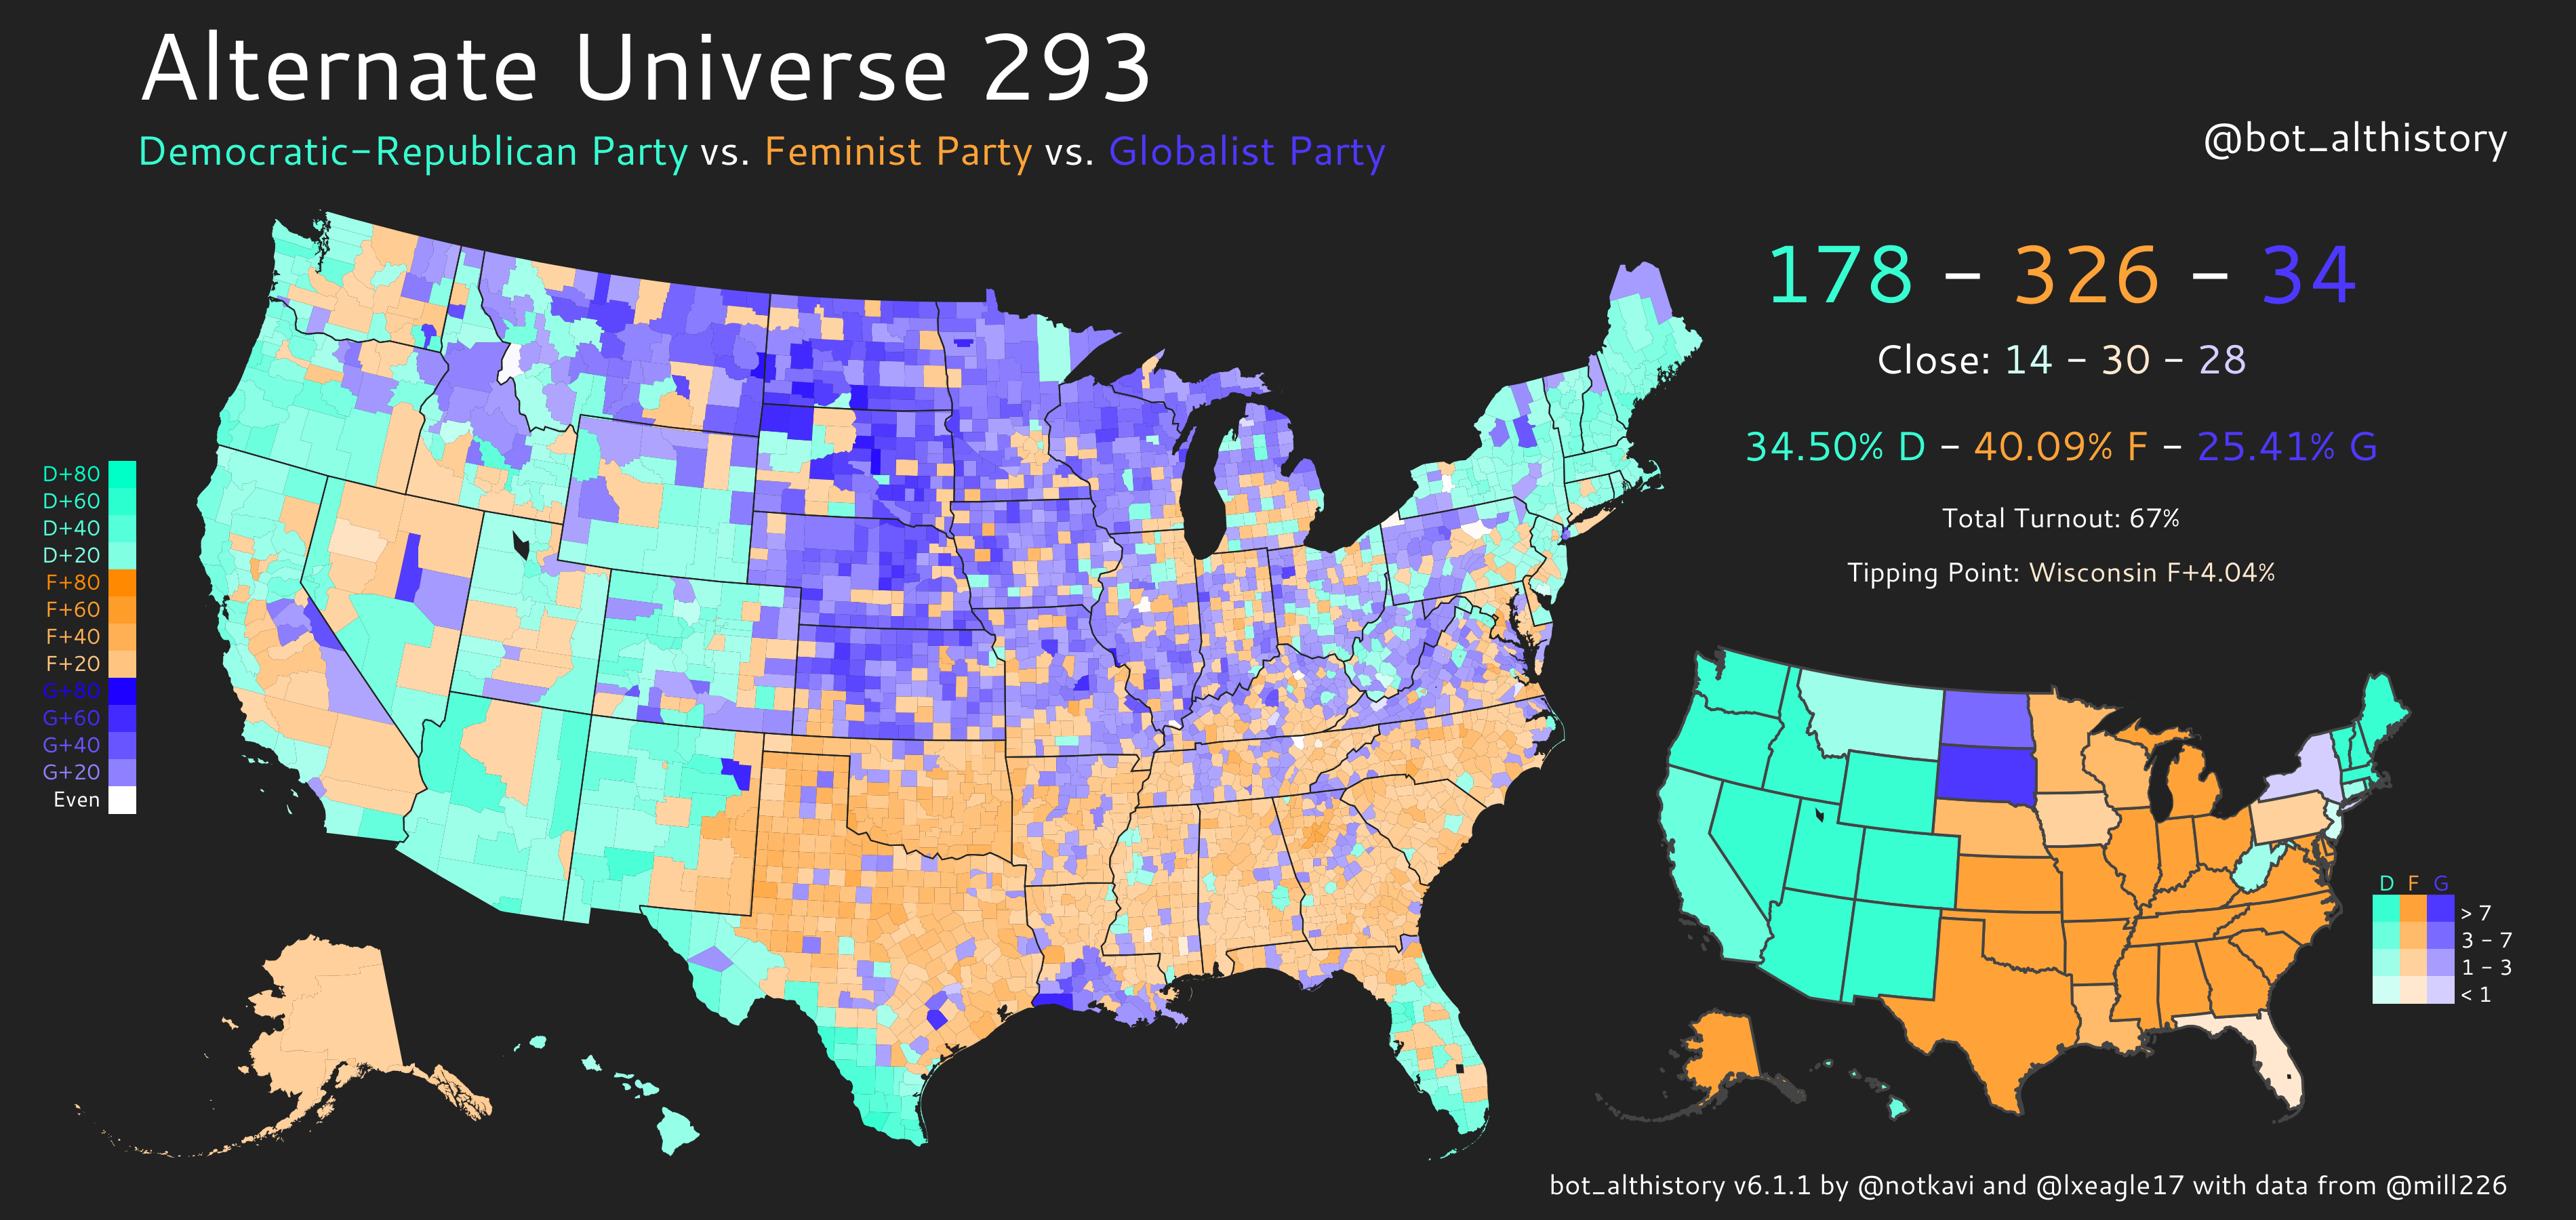 Alternate Universe 293
Democratic-Republican Party vs. Feminist Party vs. Globalist Party
@bot_althistory
178 - 326 - 34
Close: 14 - 30 - 28
34.50% D - 40.09% F - 25.41% G
Total Turnout: 67%
Tipping Point: Wisconsin F+4.04%
D+80
D+60
D+40
D+20
F+80
F+60
F+40
F+20
G+80
G+60
G+40
G+20
Even
D F G
> 7
3 - 7
1 - 3
< 1
bot_althistory v6.1.1 by @notkavi and @lxeagle17 with data from @mill226